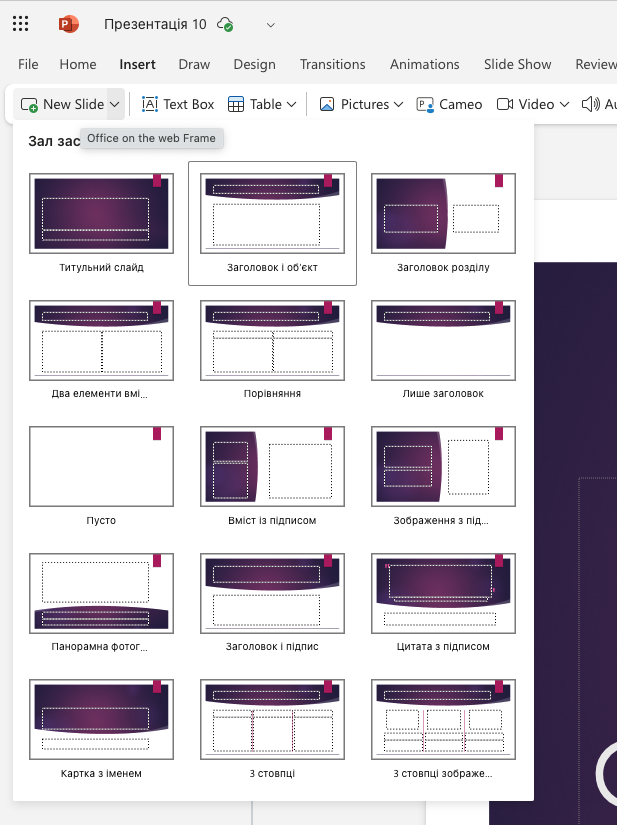 Презентація 10
File Home Insert Draw Design Transitions Animations Slide Show Review
New Slide Text Box Table Pictures Cameo Video Au
Зал зас
Office on the web Frame
Титульний слайд Заголовок і об'єкт Заголовок розділу
Два елементи вмі... Порівняння Лише заголовок
Пусто Вміст із підписом Зображення з під...
Панорамна фотог... Заголовок і підпис Цитата з підписом
Картка з іменем 3 стовпці 3 стовпці зображе...